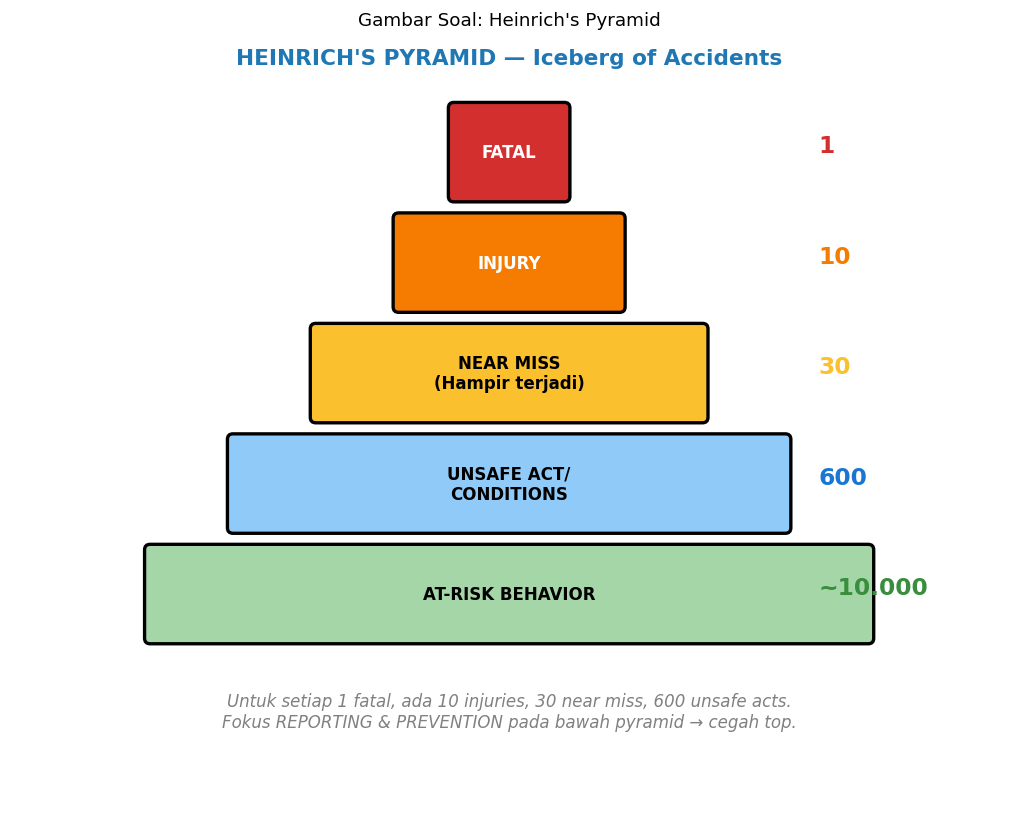 Gambar Soal: Heinrich's Pyramid
HEINRICH'S PYRAMID — Iceberg of Accidents
FATAL
1
INJURY
10
NEAR MISS
(Hampir terjadi)
30
UNSAFE ACT/
CONDITIONS
600
AT-RISK BEHAVIOR
~10.000
Untuk setiap 1 fatal, ada 10 injuries, 30 near miss, 600 unsafe acts.
Fokus REPORTING & PREVENTION pada bawah pyramid → cegah top.